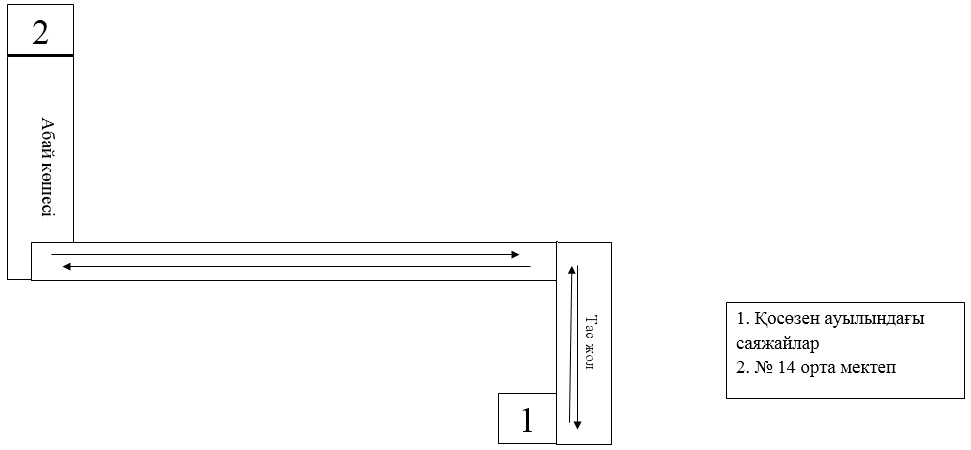 2
Абай көшесі
Тас жол
1
1. Қосөзен ауылындағы
саяжайлар
2. № 14 орта мектеп